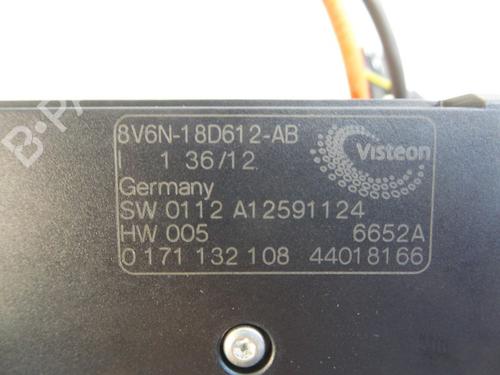 8V6N-18D612-AB
I 1 36/12
Visteon
Germany
SW 0112 A12591124
HW 005 6652A
0 171 132 108 44018166
B-PA